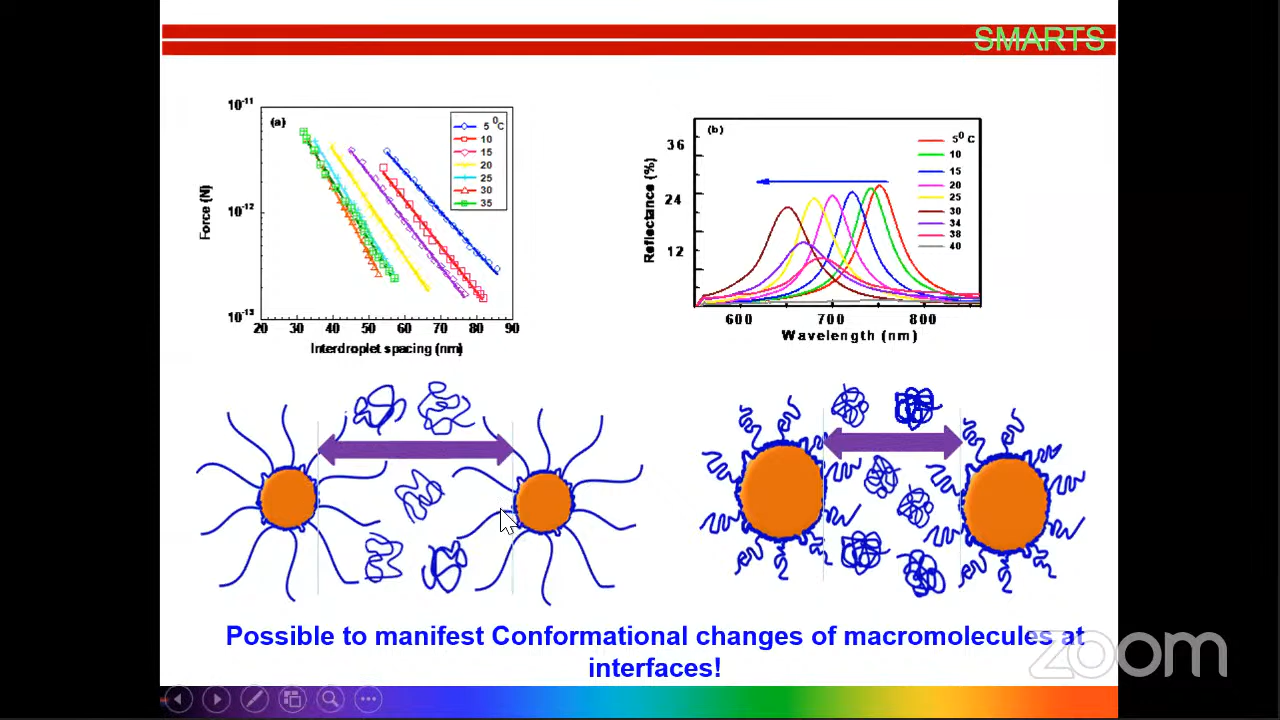 SMARTS
10-11
(a)
5 0C
10
15
20
25
30
35
Force (N)
10-12
10-13
20 30 40 50 60 70 80 90
Interdroplet spacing (nm)
(b)
36
24
12
Reflectance (%)
50 C
10
15
20
25
30
34
38
40
600 700 800
Wavelength (nm)
Possible to manifest Conformational changes of macromolecules at
interfaces!
zoom